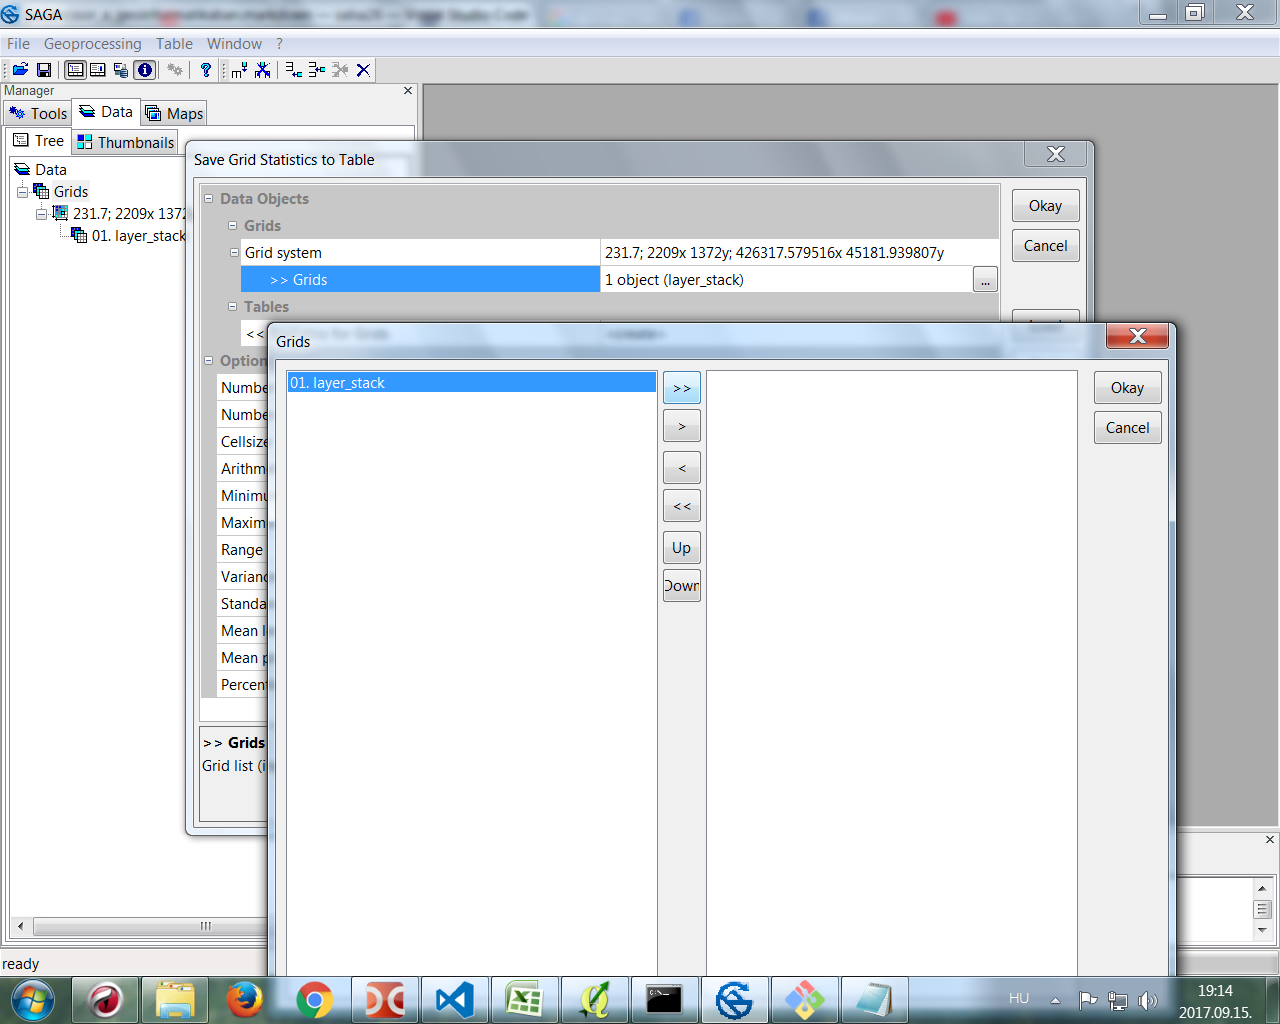 SAGA
File Geoprocessing Table Window ?
Manager
Tools Data Maps
Tree Thumbnails
Data
Grids
231.7; 2209x 1372
01. layer_stack
Save Grid Statistics to Table
Data Objects
Grids
Grid system 231.7; 2209x 1372y; 426317.579516x 45181.939807y
>> Grids 1 object (layer_stack) ...
Tables
<<
Option
Numbe
Numbe
Cellsize
Arithm
Minimu
Maxim
Range
Varianc
Standa
Mean l
Mean p
Percent
>> Grids
Grid list (i
Okay
Cancel
Grids
01. layer_stack
>>
>
<
<<
Up
Down
Okay
Cancel
ready
HU
19:14
2017.09.15.